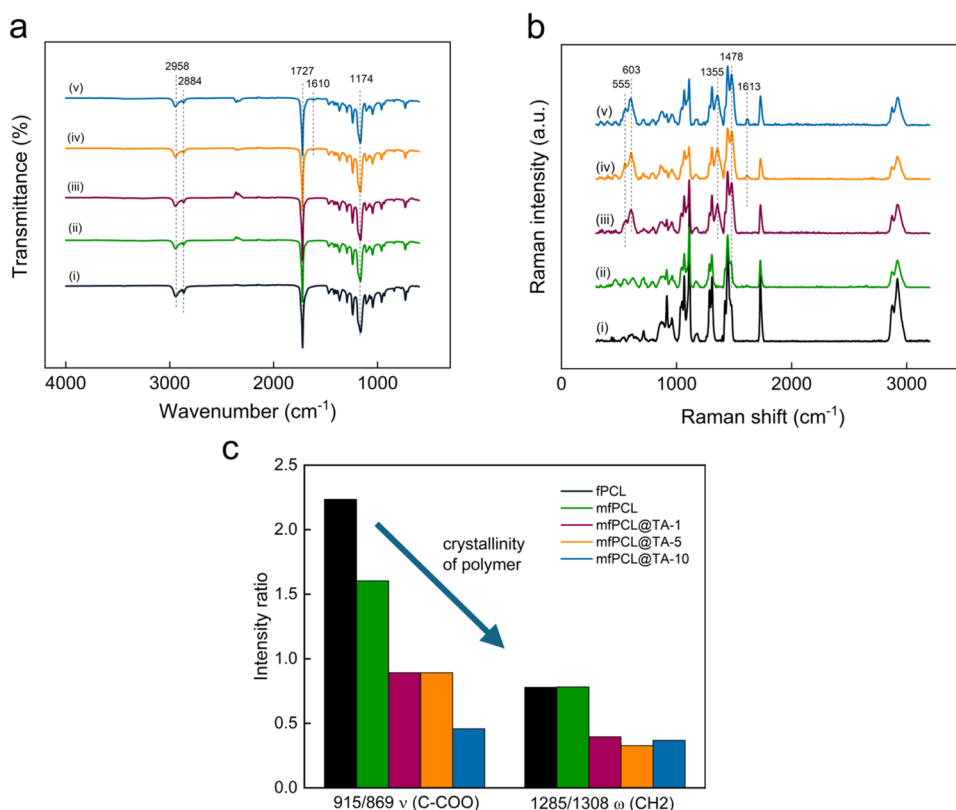 a
2958
2884
1727
1610
1174
(v)
(iv)
(iii)
(ii)
(i)
Transmittance (%)
4000
3000
2000
1000
Wavenumber (cm-1)
b
555
603
1355
1478
1613
(v)
(iv)
(iii)
(ii)
(i)
Raman intensity (a.u.)
0
1000
2000
3000
Raman shift (cm-1)
c
2.5
2.0
1.5
1.0
0.5
0.0
Intensity ratio
crystallinity
of polymer
fPCL
mfPCL
mfPCL@TA-1
mfPCL@TA-5
mfPCL@TA-10
915/869 ν (C-COO)
1285/1308 ω (CH2)